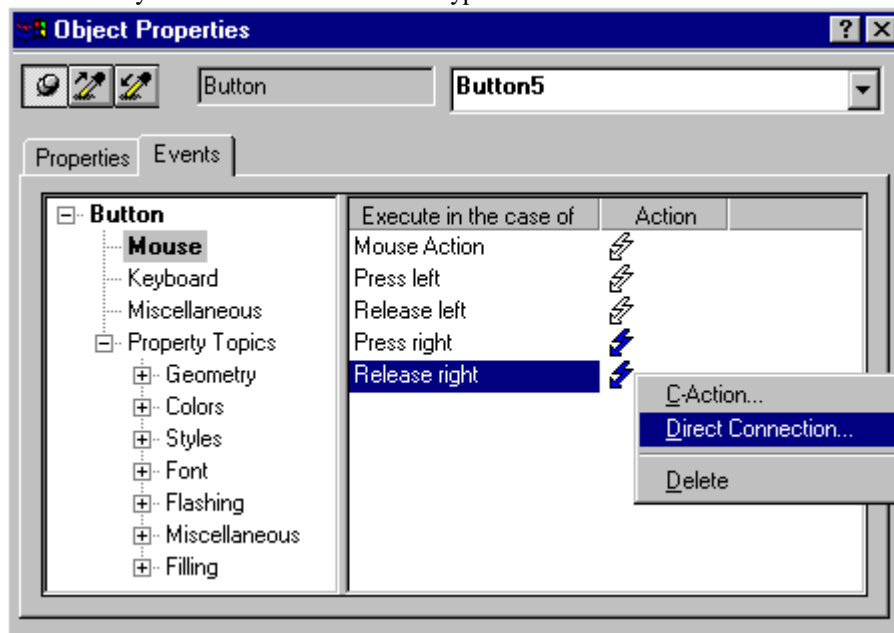 Object Properties
Button Button5
Properties Events
Button
Mouse
Keyboard
Miscellaneous
Property Topics
Geometry
Colors
Styles
Font
Flashing
Miscellaneous
Filling
Execute in the case of Action
Mouse Action
Press left
Release left
Press right
Release right
C-Action...
Direct Connection...
Delete